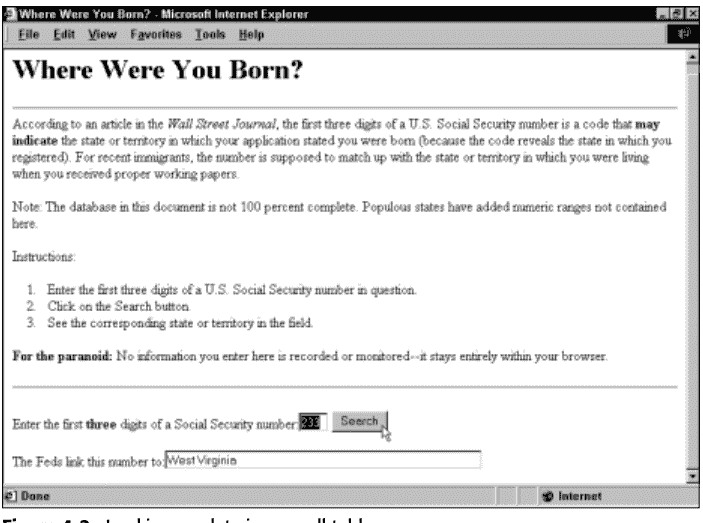 Where Were You Born? - Microsoft Internet Explorer
File Edit View Favorites Tools Help
Where Were You Born?
According to an article in the Wall Street Journal, the first three digits of a U.S. Social Security number is a code that may
indicate the state or territory in which your application stated you were born (because the code reveals the state in which you
registered). For recent immigrants, the number is supposed to match up with the state or territory in which you were living
when you received proper working papers.
Note: The database in this document is not 100 percent complete. Populous states have added numeric ranges not contained
here.
Instructions:
1. Enter the first three digits of a U.S. Social Security number in question.
2. Click on the Search button.
3. See the corresponding state or territory in the field.
For the paranoid: No information you enter here is recorded or monitored--it stays entirely within your browser.
Enter the first three digits of a Social Security number: 233 Search
The Feds link this number to: West Virginia
Done Internet